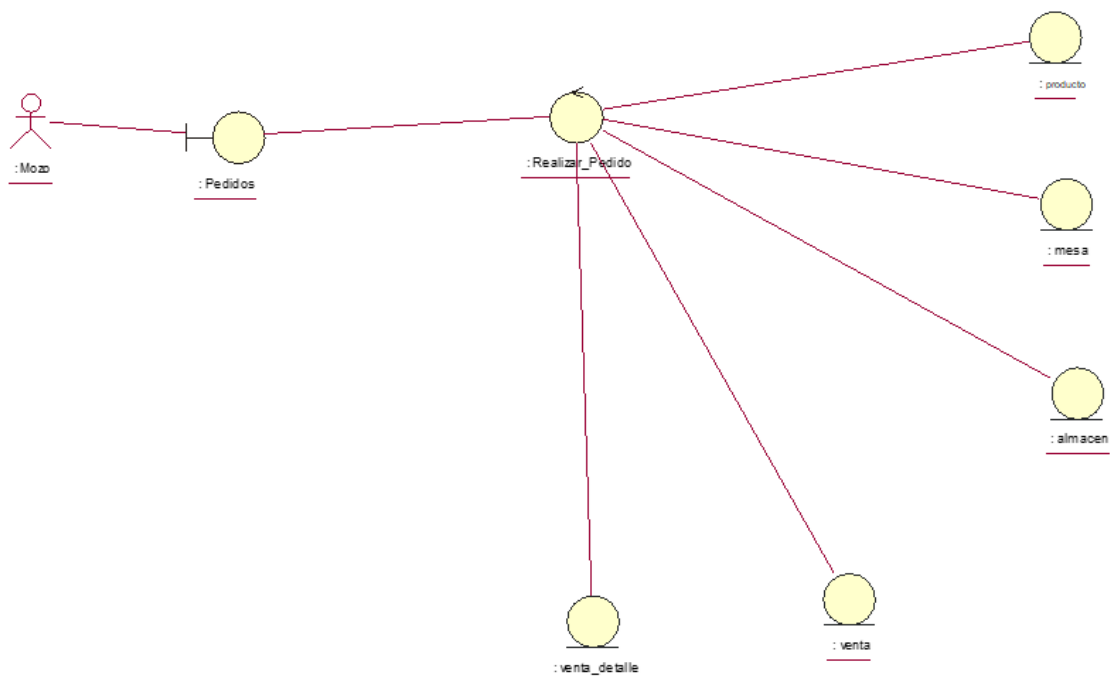 : producto
: Mozo
: Pedidos
: Realizar_Pedido
: mesa
: almacen
: venta
: venta_detalle